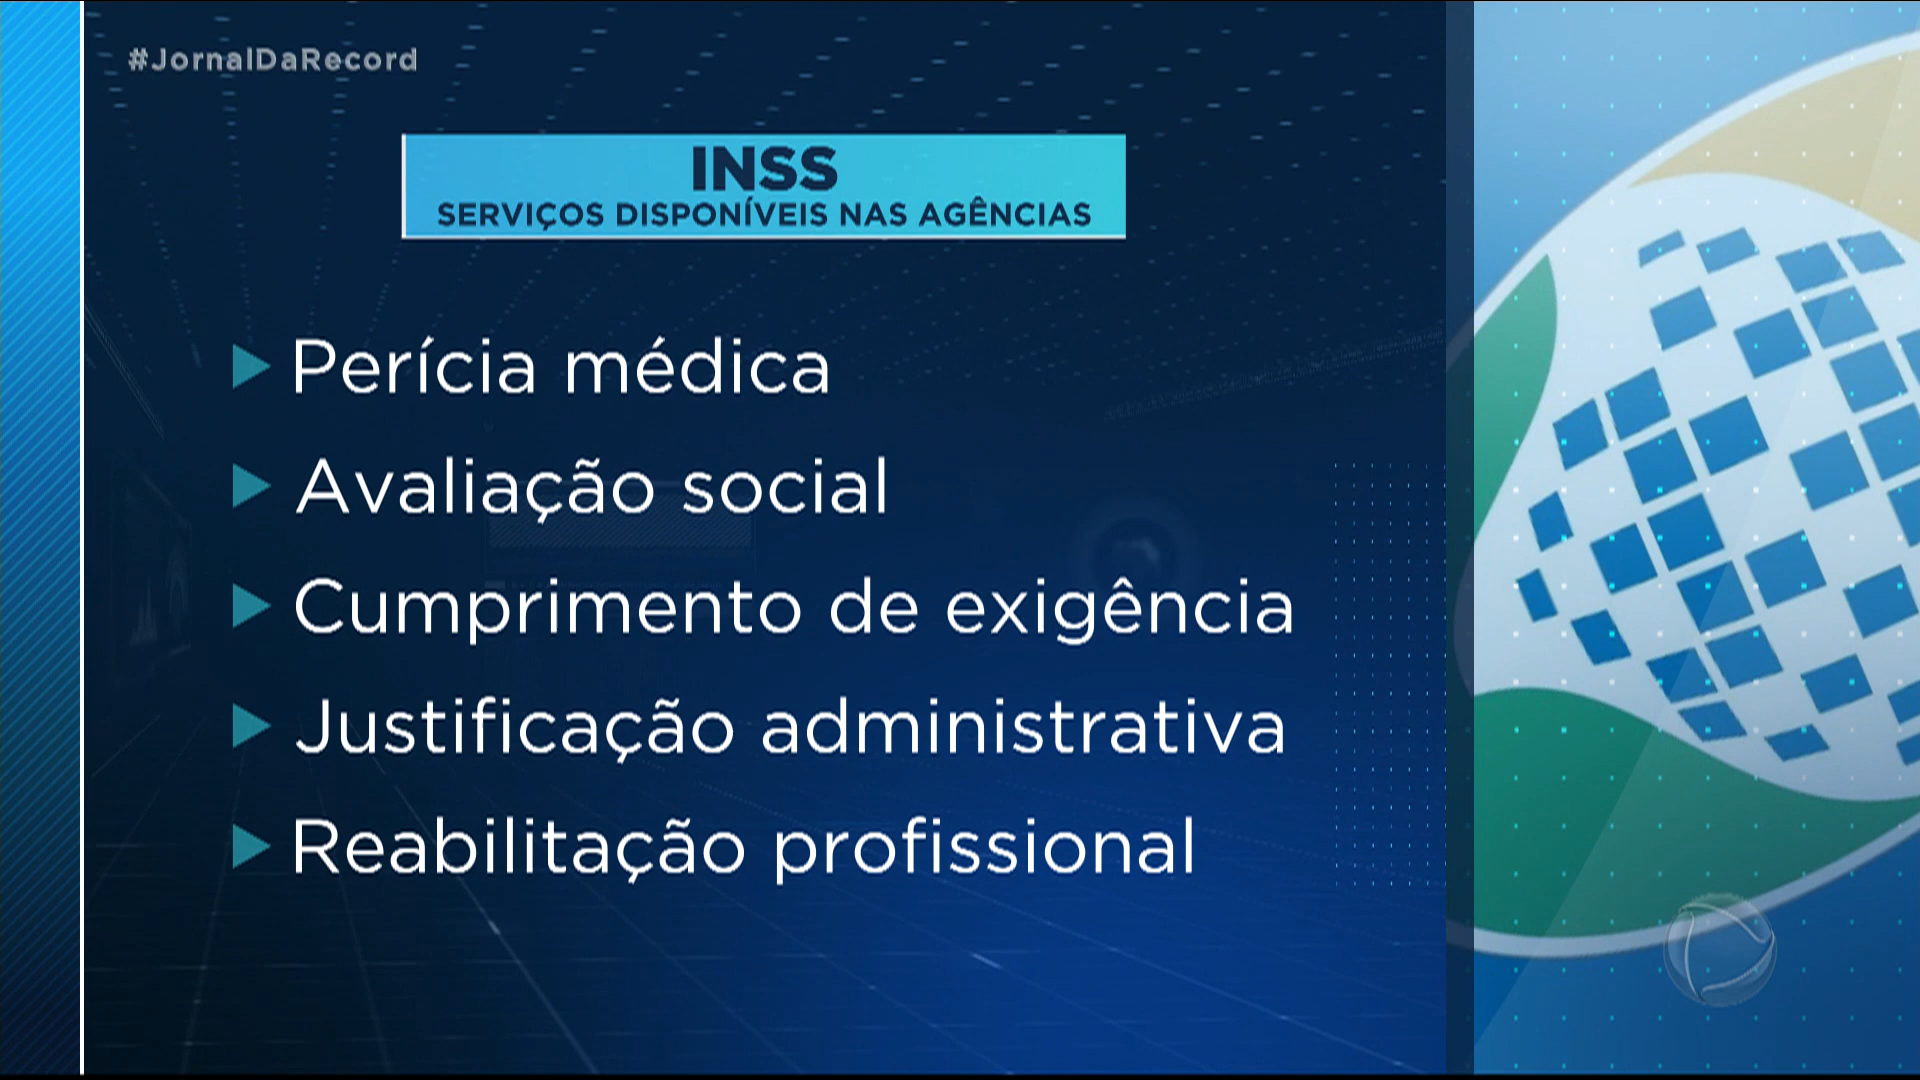 #JornalDaRecord
INSS
SERVIÇOS DISPONÍVEIS NAS AGÊNCIAS
Perícia médica
Avaliação social
Cumprimento de exigência
Justificação administrativa
Reabilitação profissional